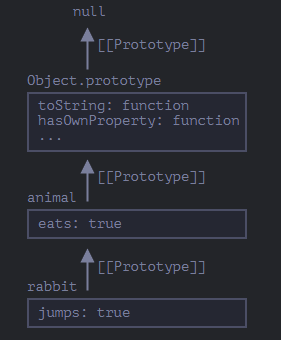 null
[[Prototype]]
Object.prototype
toString: function
hasOwnProperty: function
...
[[Prototype]]
animal
eats: true
[[Prototype]]
rabbit
jumps: true